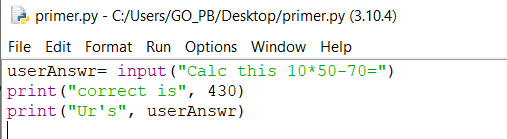 primer.py - C:/Users/GO_PB/Desktop/primer.py (3.10.4)
File Edit Format Run Options Window Help
userAnswr= input("Calc this 10*50-70=")
print("correct is", 430)
print("Ur's", userAnswr)